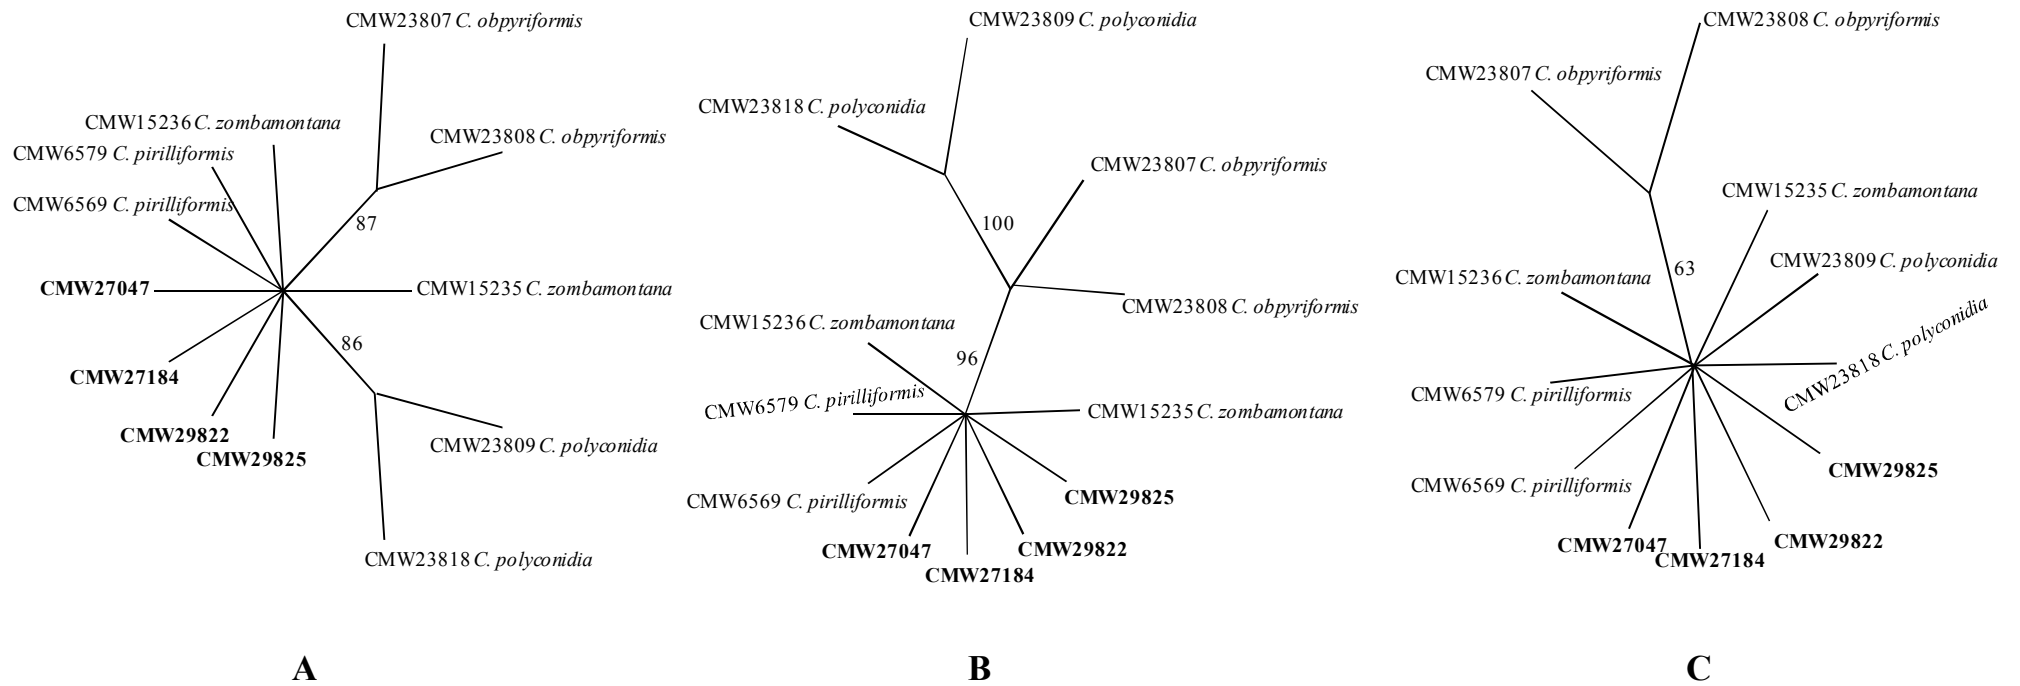 CMW23807 C. obpyriformis
CMW15236 C. zombamontana
CMW23808 C. obpyriformis
CMW6579 C. pirilliformis
CMW6569 C. pirilliformis
87
CMW27047
CMW15235 C. zombamontana
86
CMW27184
CMW29822
CMW23809 C. polyconidia
CMW29825
CMW23818 C. polyconidia
A
CMW23809 C. polyconidia
CMW23818 C. polyconidia
CMW23807 C. obpyriformis
100
CMW23808 C. obpyriformis
CMW15236 C. zombamontana
96
CMW6579 C. pirilliformis
CMW15235 C. zombamontana
CMW6569 C. pirilliformis
CMW29825
CMW27047
CMW29822
CMW27184
B
CMW23808 C. obpyriformis
CMW23807 C. obpyriformis
CMW15235 C. zombamontana
CMW23809 C. polyconidia
63
CMW15236 C. zombamontana
CMW23818 C. polyconidia
CMW6579 C. pirilliformis
CMW29825
CMW6569 C. pirilliformis
CMW29822
CMW27047
CMW27184
C